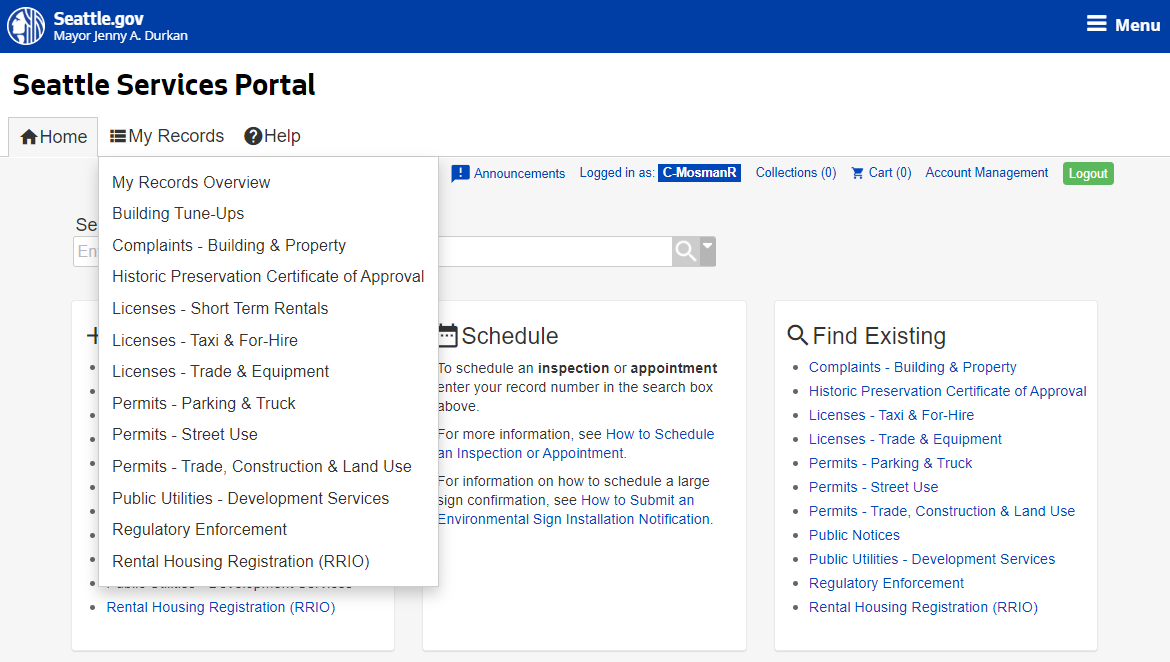 Seattle.gov
Mayor Jenny A. Durkan
Menu
Seattle Services Portal
Home
My Records
Help
Announcements
Logged in as: C-MosmanR
Collections (0)
Cart (0)
Account Management
Logout
My Records Overview
Building Tune-Ups
Complaints - Building & Property
Historic Preservation Certificate of Approval
Licenses - Short Term Rentals
Licenses - Taxi & For-Hire
Licenses - Trade & Equipment
Permits - Parking & Truck
Permits - Street Use
Permits - Trade, Construction & Land Use
Public Utilities - Development Services
Regulatory Enforcement
Rental Housing Registration (RRIO)
Public Utilities - Development Services
Rental Housing Registration (RRIO)
Schedule
To schedule an inspection or appointment
enter your record number in the search box
above.
For more information, see How to Schedule
an Inspection or Appointment.
For information on how to schedule a large
sign confirmation, see How to Submit an
Environmental Sign Installation Notification.
Find Existing
Complaints - Building & Property
Historic Preservation Certificate of Approval
Licenses - Taxi & For-Hire
Licenses - Trade & Equipment
Permits - Parking & Truck
Permits - Street Use
Permits - Trade, Construction & Land Use
Public Notices
Public Utilities - Development Services
Regulatory Enforcement
Rental Housing Registration (RRIO)